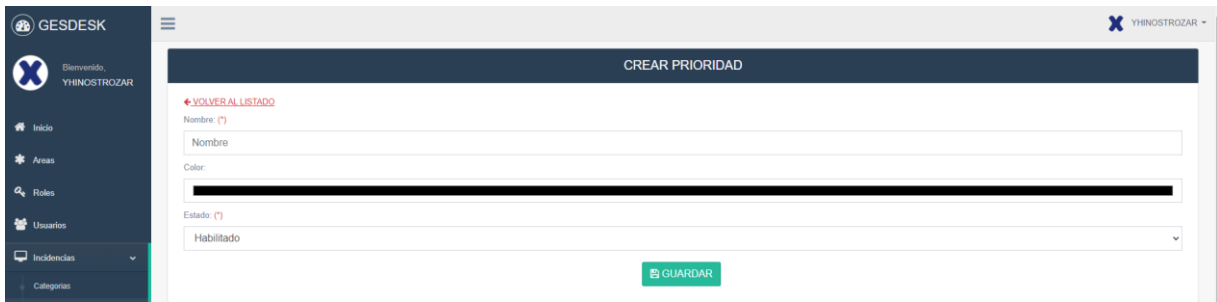 GESDESK
YHINOSTROZAR
Bienvenido,
YHINOSTROZAR
Inicio
Areas
Roles
Usuarios
Incidencias
Categorias
CREAR PRIORIDAD
VOLVER AL LISTADO
Nombre: (*)
Nombre
Color:
Estado: (*)
Habilitado
GUARDAR